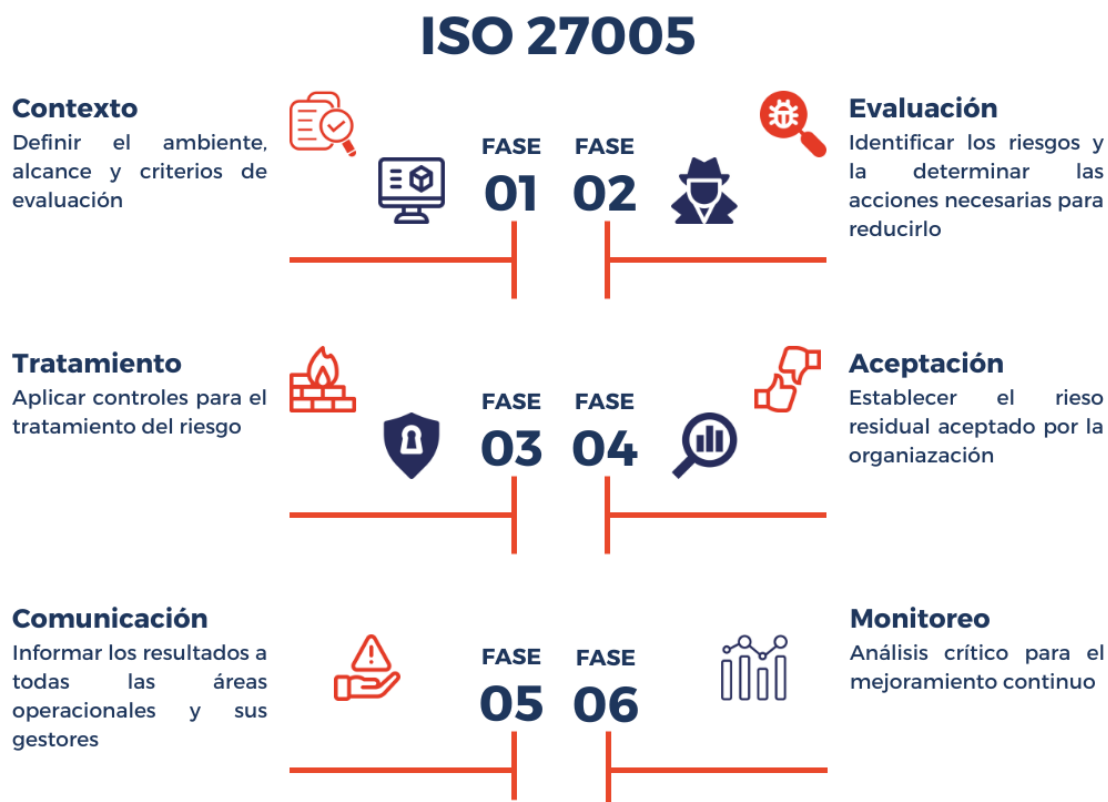 ISO 27005
Contexto
Definir el ambiente,
alcance y criterios de
evaluación
FASE
01
FASE
02
Evaluación
Identificar los riesgos y
la determinar las
acciones necesarias para
reducirlo
Tratamiento
Aplicar controles para el
tratamiento del riesgo
FASE
03
FASE
04
Aceptación
Establecer el rieso
residual aceptado por la
organiazación
Comunicación
Informar los resultados a
todas las áreas
operacionales y sus
gestores
FASE
05
FASE
06
Monitoreo
Análisis crítico para el
mejoramiento continuo